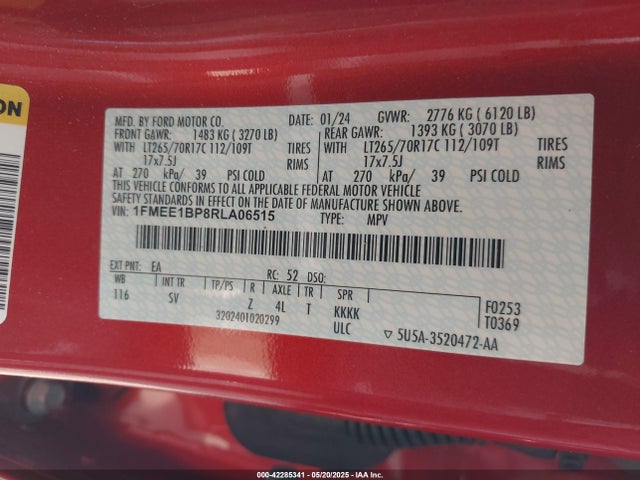 ON
MFD. BY FORD MOTOR CO. DATE: 01/24 GVWR: 2776 KG ( 6120 LB)
FRONT GAWR: 1483 KG ( 3270 LB) REAR GAWR: 1393 KG ( 3070 LB)
LT265/70R17C 112/109T TIRES LT265/70R17C 112/109T TIRES
17x7.5J RIMS 17x7.5J RIMS
AT 270 kPa/ 39 PSI COLD AT 270 kPa/ 39 PSI COLD
THIS VEHICLE CONFORMS TO ALL APPLICABLE FEDERAL MOTOR VEHICLE
SAFETY STANDARDS IN EFFECT ON THE DATE OF MANUFACTURE SHOWN ABOVE.
VIN: 1FMEE1BP8RLA06515 TYPE: MPV
EXT PNT: EA RC: 52 DSO:
WB INT TR TP/PS R AXLE TR SPR
116 SV Z 4L T KKKK
ULC
F0253
T0369
3202401020299
▽ 5U5A-3520472-AA
000-42285341 | 05/20/2025 | IAAI.COM